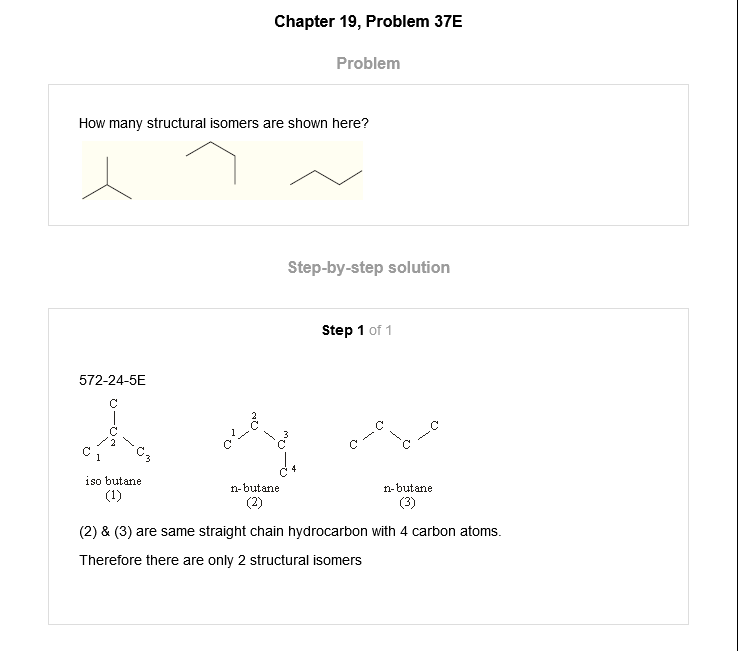 Chapter 19, Problem 37E
Problem
How many structural isomers are shown here?
Step-by-step solution
Step 1 of 1
572-24-5E
C
C
2
C 1
C3
iso butane
(1)
2
C
1
C
3
C
C 4
n-butane
(2)
C
C
C
C
n-butane
(3)
(2) & (3) are same straight chain hydrocarbon with 4 carbon atoms.
Therefore there are only 2 structural isomers